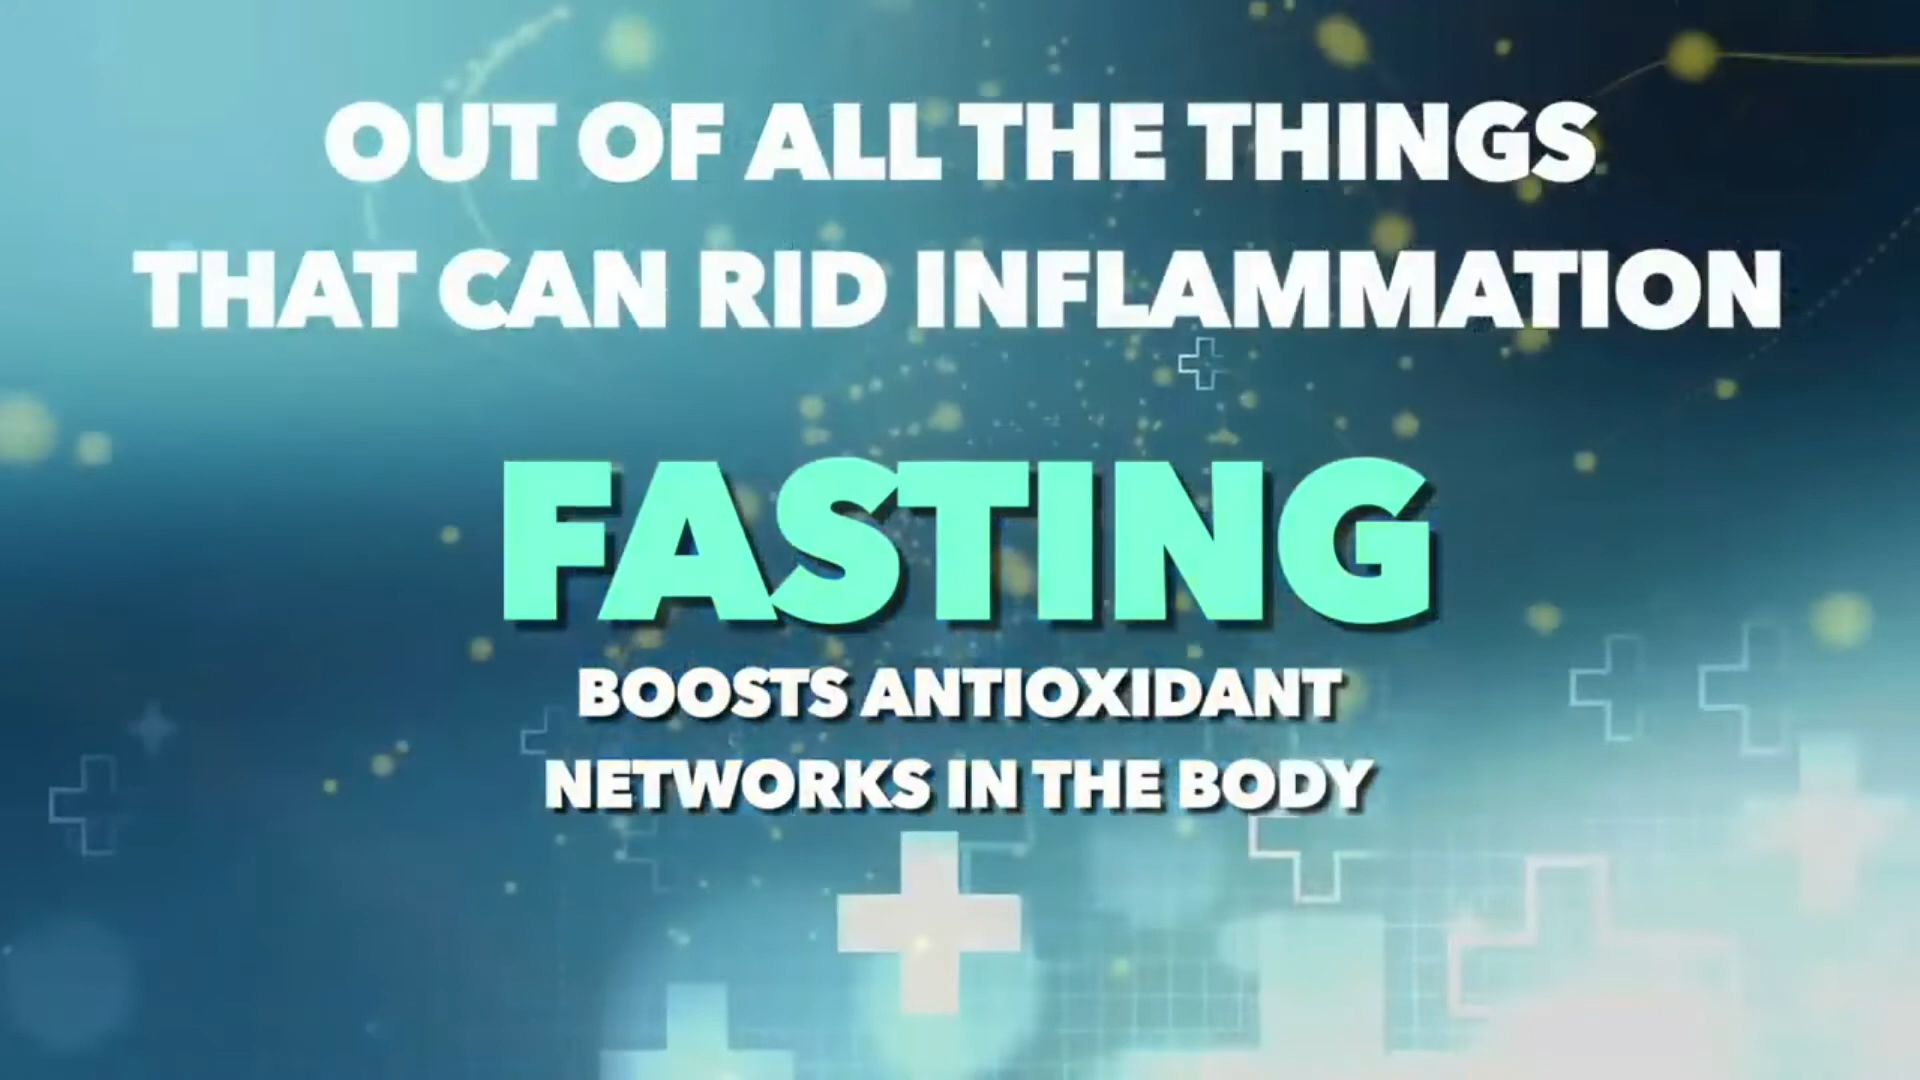 OUT OF ALL THE THINGS
THAT CAN RID INFLAMMATION
FASTING
BOOSTS ANTIOXIDANT
NETWORKS IN THE BODY